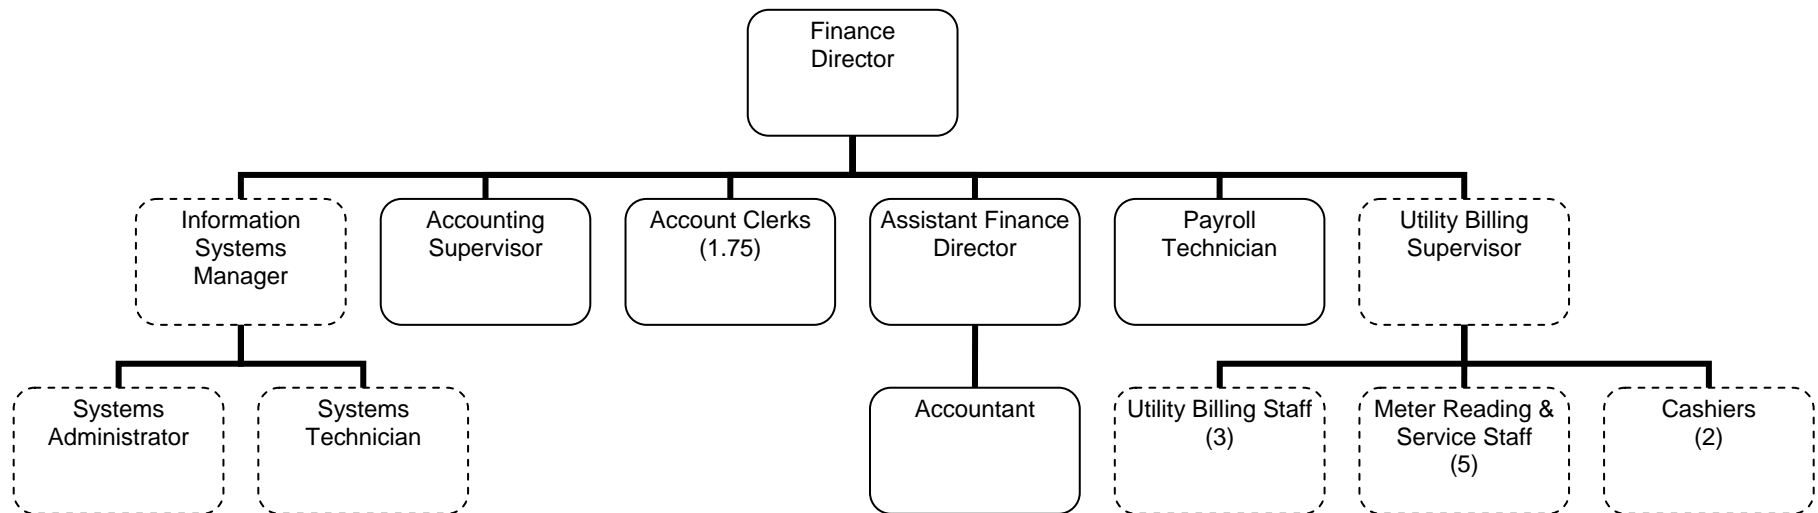 Finance
Director
Information
Systems
Manager
Accounting
Supervisor
Account Clerks
(1.75)
Assistant Finance
Director
Payroll
Technician
Utility Billing
Supervisor
Systems
Administrator
Systems
Technician
Accountant
Utility Billing Staff
(3)
Meter Reading &
Service Staff
(5)
Cashiers
(2)